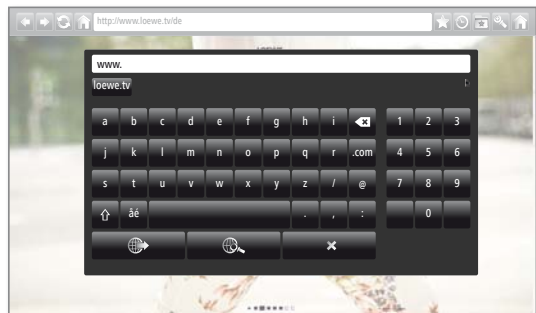 http://www.loewe.tv/de
LOEWE.
www.
loewe.tv
a b c d e f g h i 1 2 3
j k l m n o p q r .com 4 5 6
s t u v w x y z / @ 7 8 9
âé . , : 0